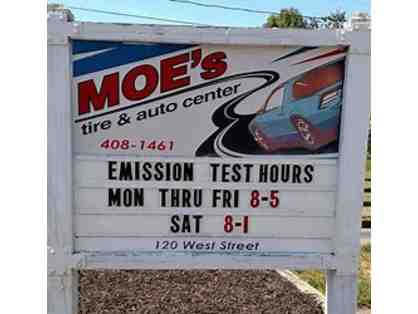 MOE's
tire & auto center
408-1461
EMISSION TEST HOURS
MON THRU FRI 8-5
SAT 8-1
120 West Street